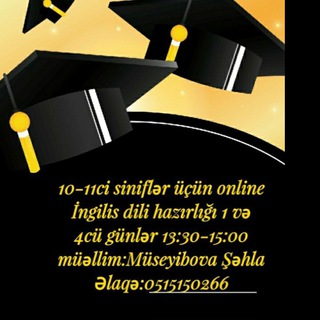 10-11ci siniflər üçün online
İngilis dili hazırlığı 1 və
4cü günlər 13:30-15:00
müəllim:Müseyibova Şəhla
Əlaqə:0515150266